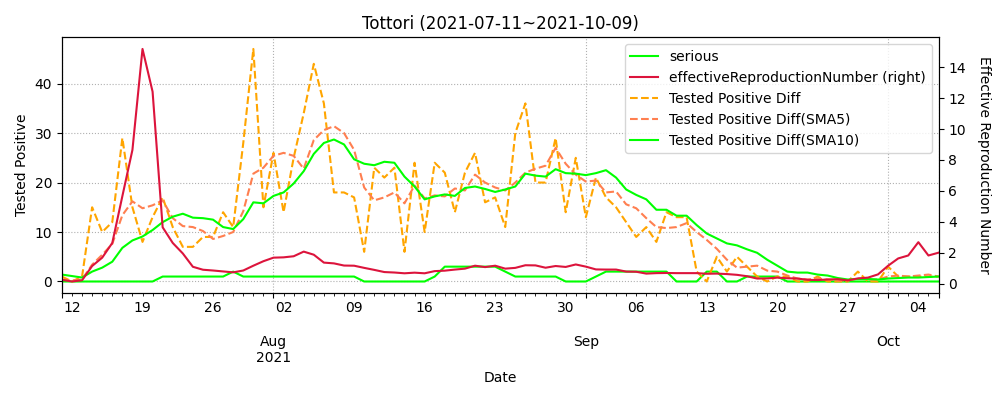 Tottori (2021-07-11~2021-10-09)
serious
effectiveReproductionNumber (right)
Tested Positive Diff
Tested Positive Diff(SMA5)
Tested Positive Diff(SMA10)
Tested Positive
40
30
20
10
0
14
12
10
8
6
4
2
0
Effective Reproduction Number
12 19 26 02 09 16 23 30 06 13 20 27 04
Aug Sep Oct
2021
Date